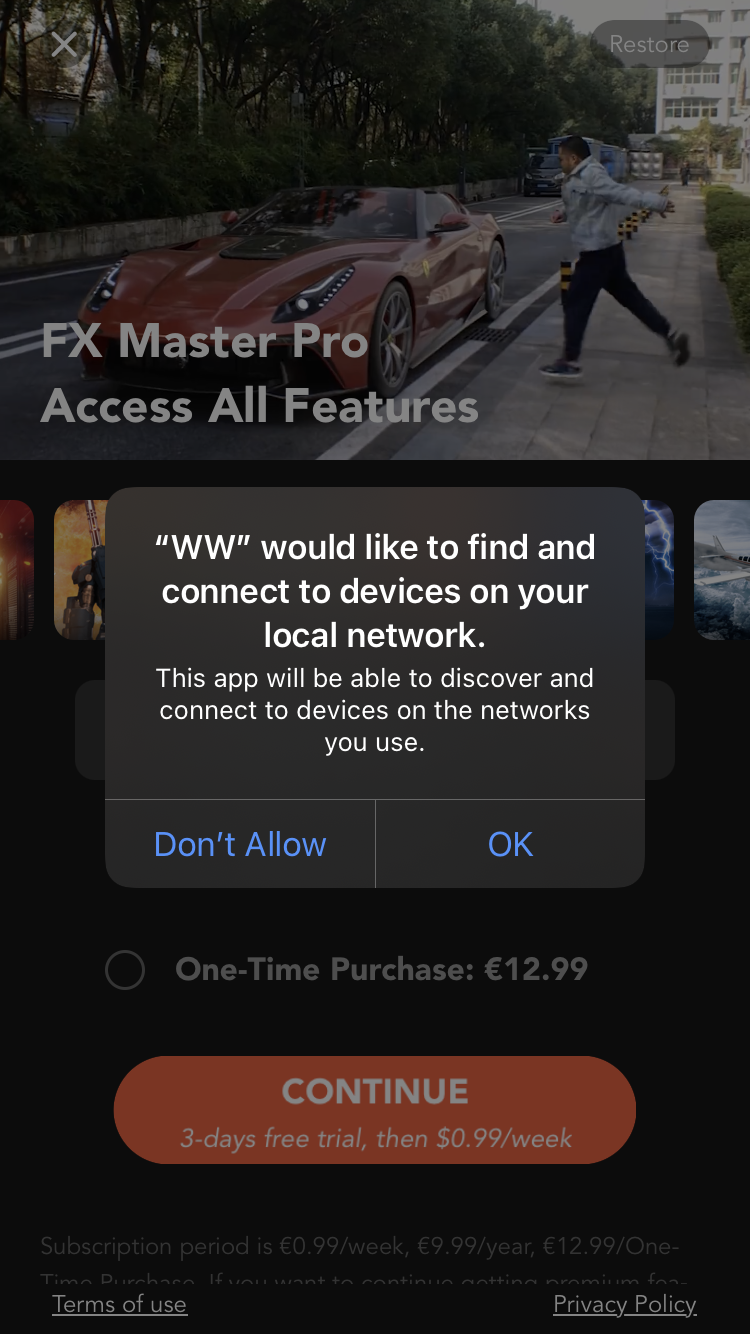 Restore
FX Master Pro
Access All Features
“WW” would like to find and
connect to devices on your
local network.
This app will be able to discover and
connect to devices on the networks
you use.
Don’t Allow
OK
One-Time Purchase: €12.99
CONTINUE
3-days free trial, then $0.99/week
Subscription period is €0.99/week, €9.99/year, €12.99/One-
Time Purchase. If you want to continue getting premium fea-
Terms of use
Privacy Policy